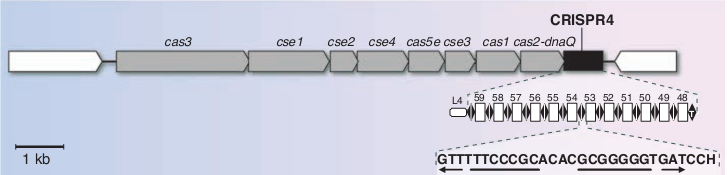 CRISPR4
cas3 cse1 cse2 cse4 cas5e cse3 cas1 cas2-dnaQ
L4 59 58 57 56 55 54 53 52 51 50 49 48 T
1 kb
GTTTTTCCCGCACACGCGGGGGTGATCCH